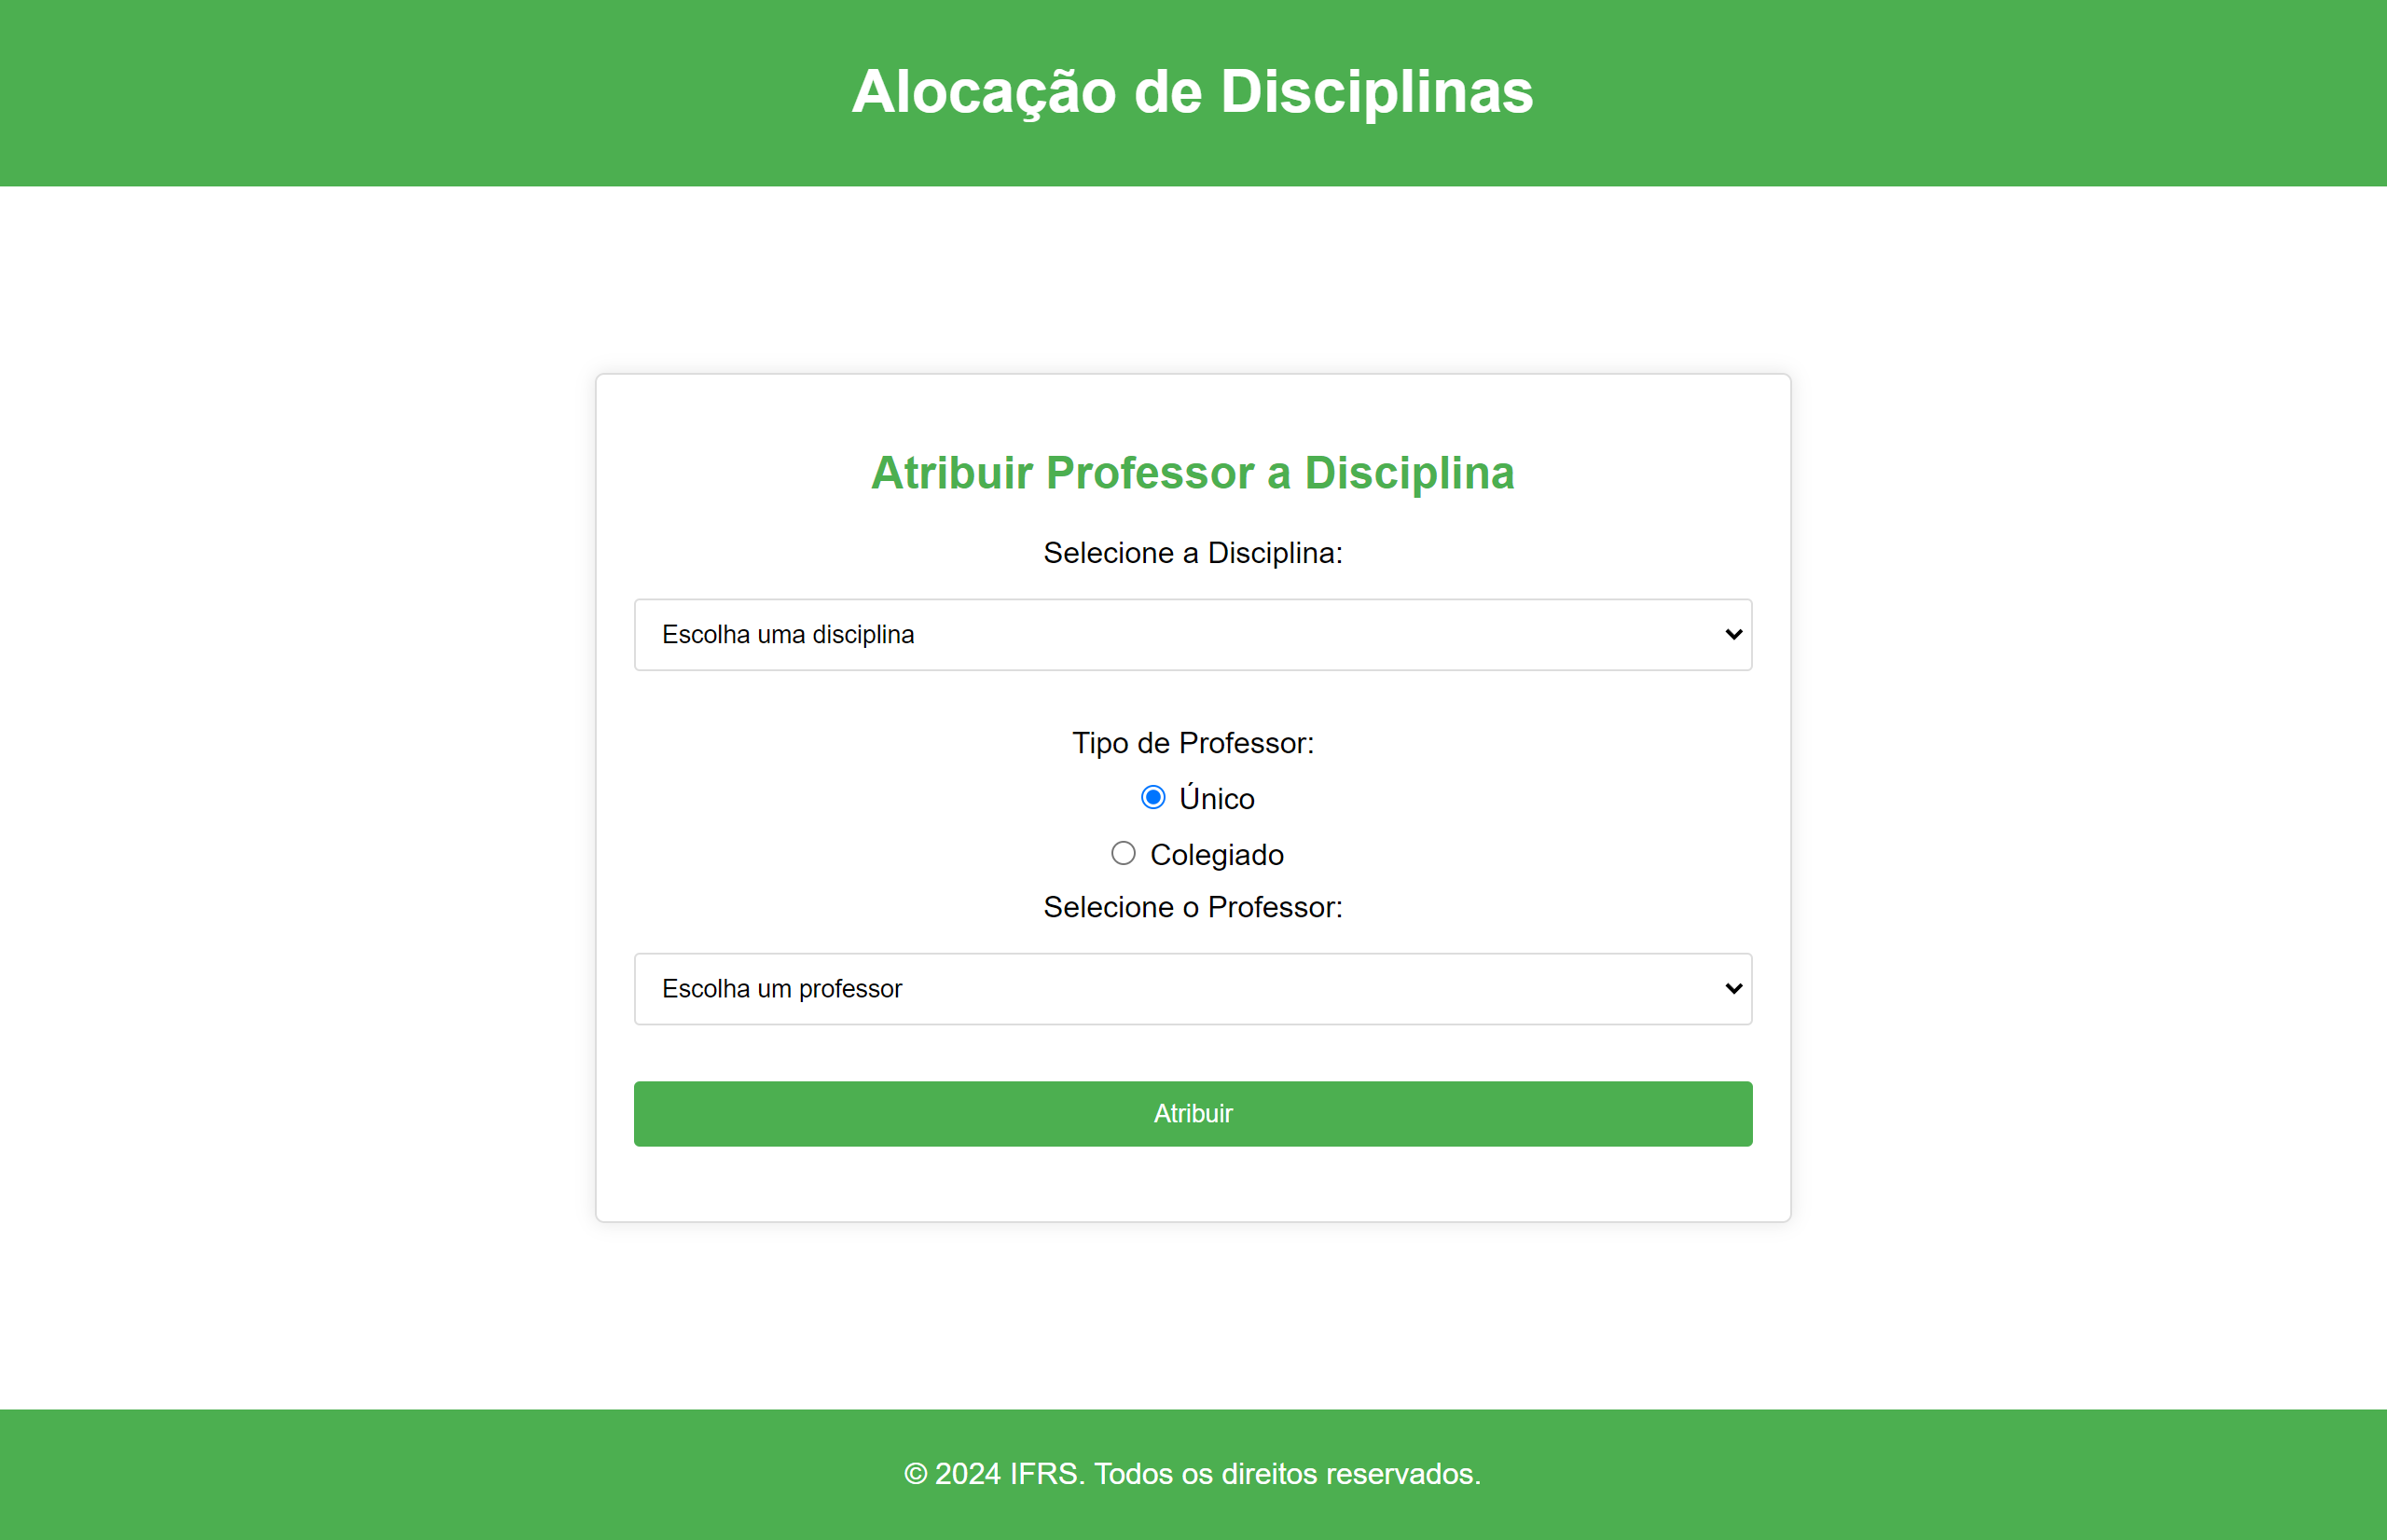 Alocação de Disciplinas
Atribuir Professor a Disciplina
Selecione a Disciplina:
Escolha uma disciplina
Tipo de Professor:
Único
Colegiado
Selecione o Professor:
Escolha um professor
Atribuir
© 2024 IFRS. Todos os direitos reservados.